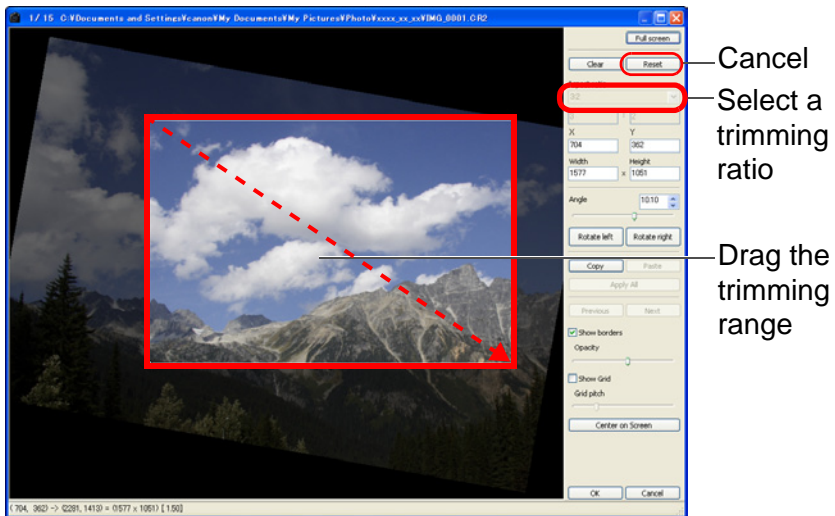 1/ 15 C:¥Documents and Settings¥canon¥My Documents¥My Pictures¥Photo¥xxxx_xx_xx¥IMG_0001.CR2
Full screen
Clear Reset
Cancel
3:2
Select a
trimming
ratio
X Y
704 362
Width Height
1577 x 1051
Angle 10.10
Rotate left Rotate right
Copy Paste
Drag the
trimming
range
Apply All
Previous Next
Show borders
Opacity
Show Grid
Grid pitch
Center on Screen
OK Cancel
( 704, 362) -> (2281, 1413) = (1577 x 1051) [ 1.50]